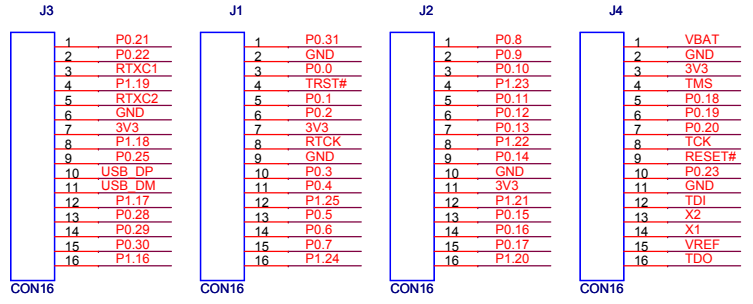 J3
1 P0.21
2 P0.22
3 RTXC1
4 P1.19
5 RTXC2
6 GND
7 3V3
8 P1.18
9 P0.25
10 USB_DP
11 USB_DM
12 P1.17
13 P0.28
14 P0.29
15 P0.30
16 P1.16
CON16
J1
1 P0.31
2 GND
3 P0.0
4 TRST#
5 P0.1
6 P0.2
7 3V3
8 RTCK
9 GND
10 P0.3
11 P0.4
12 P1.25
13 P0.5
14 P0.6
15 P0.7
16 P1.24
CON16
J2
1 P0.8
2 P0.9
3 P0.10
4 P1.23
5 P0.11
6 P0.12
7 P0.13
8 P1.22
9 P0.14
10 GND
11 3V3
12 P1.21
13 P0.15
14 P0.16
15 P0.17
16 P1.20
CON16
J4
1 VBAT
2 GND
3 3V3
4 TMS
5 P0.18
6 P0.19
7 P0.20
8 TCK
9 RESET#
10 P0.23
11 GND
12 TDI
13 X2
14 X1
15 VREF
16 TDO
CON16